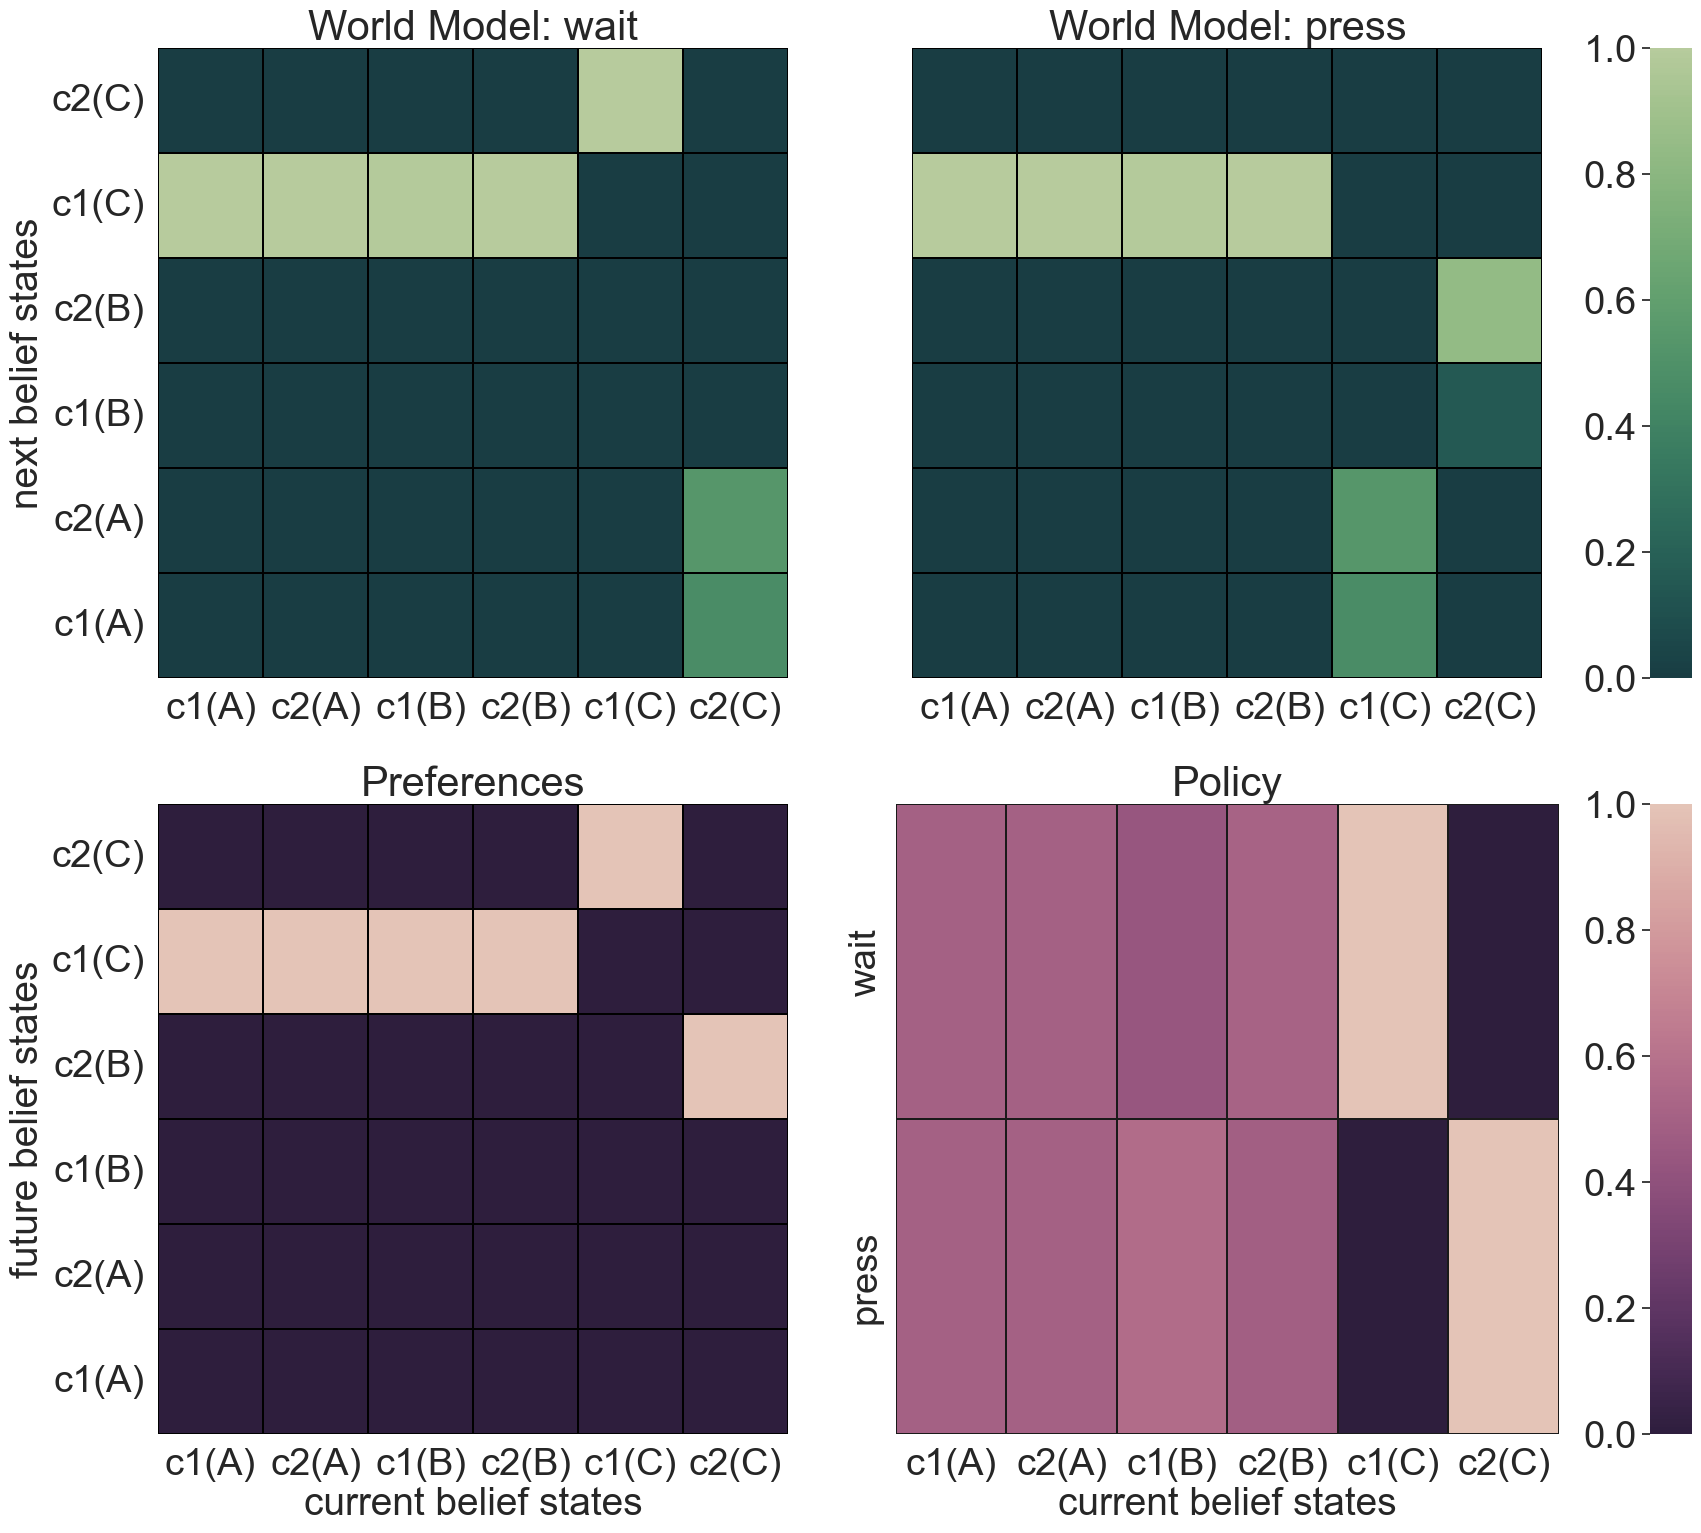 World Model: wait
World Model: press
next belief states
c2(C)
c1(C)
c2(B)
c1(B)
c2(A)
c1(A)
c1(A) c2(A) c1(B) c2(B) c1(C) c2(C)
c1(A) c2(A) c1(B) c2(B) c1(C) c2(C)
1.0
0.8
0.6
0.4
0.2
0.0
Preferences
Policy
future belief states
c2(C)
c1(C)
c2(B)
c1(B)
c2(A)
c1(A)
c1(A) c2(A) c1(B) c2(B) c1(C) c2(C)
current belief states
wait
press
c1(A) c2(A) c1(B) c2(B) c1(C) c2(C)
current belief states
1.0
0.8
0.6
0.4
0.2
0.0